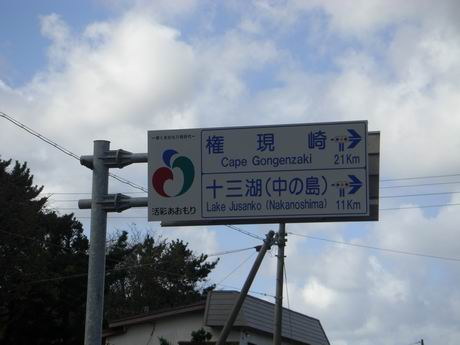 権現崎
Cape Gongenzaki
21Km
十三湖(中の島)
Lake Jusanko (Nakanoshima)
11Km
活彩あおもり